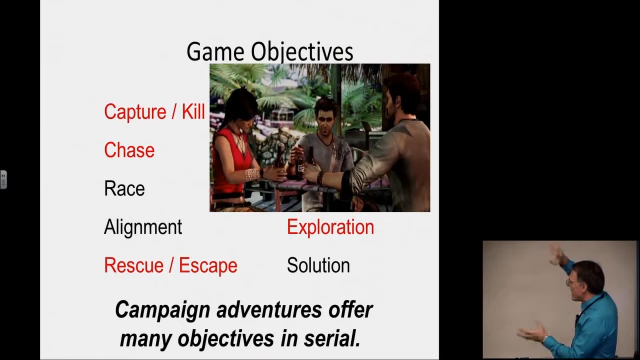 Game Objectives
Capture / Kill
Chase
Race
Alignment
Exploration
Rescue / Escape
Solution
Campaign adventures offer
many objectives in serial.